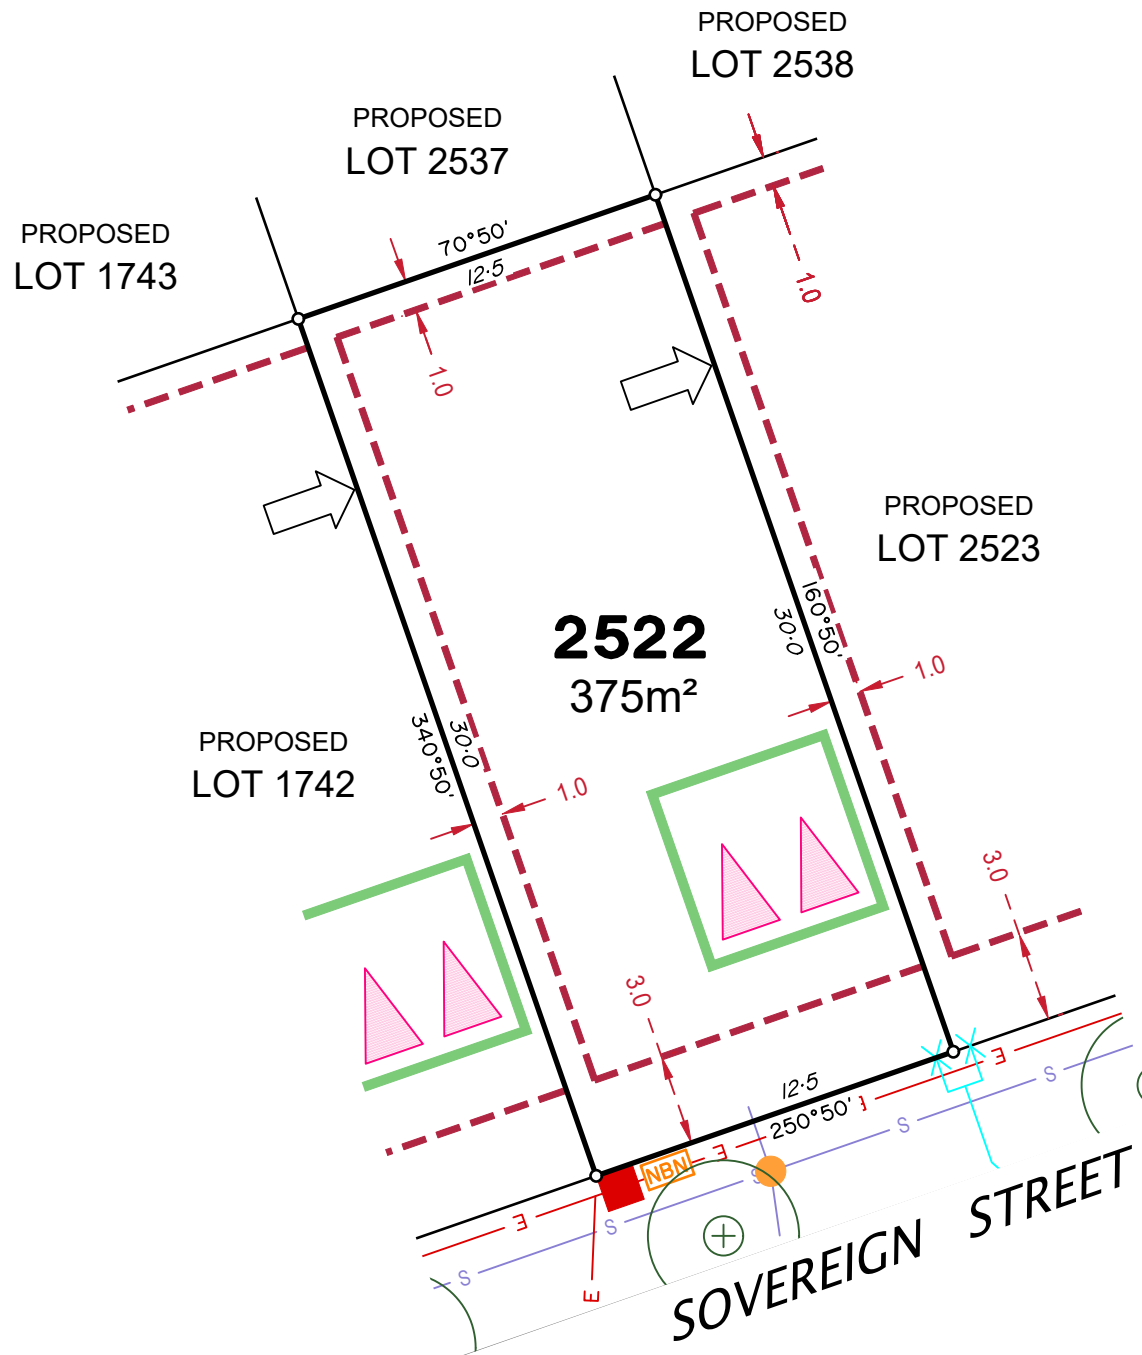 PROPOSED
LOT 2538
PROPOSED
LOT 2537
PROPOSED
LOT 1743
70°50'
12·5
1.0
1.0
PROPOSED
LOT 2523
2522
375m²
30·0
160°50'
1.0
PROPOSED
LOT 1742
340°50'
30·0
1.0
3.0
3.0
12·5
250°50'
E
E
S
S
E
NBN
S
E
S
S
E
SOVEREIGN STREET